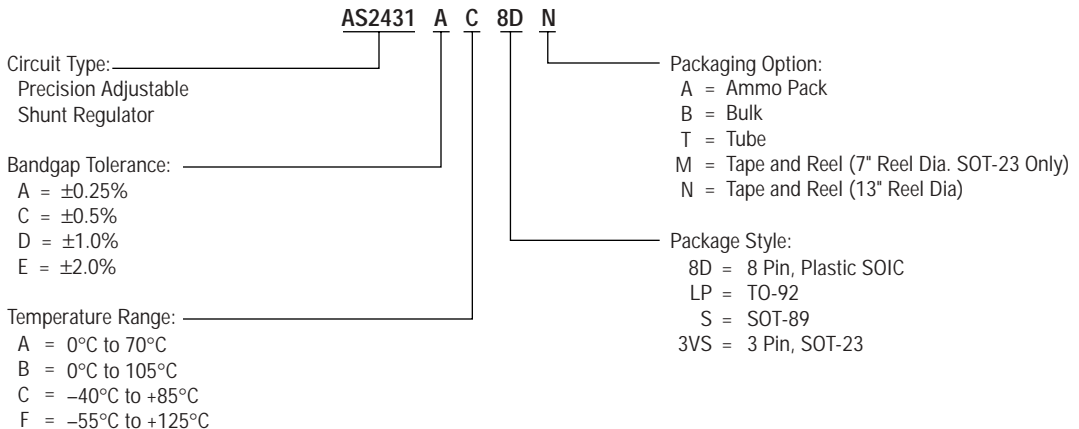 AS2431 A C 8D N
Circuit Type:
Precision Adjustable
Shunt Regulator
Bandgap Tolerance:
A = ±0.25%
C = ±0.5%
D = ±1.0%
E = ±2.0%
Temperature Range:
A = 0°C to 70°C
B = 0°C to 105°C
C = –40°C to +85°C
F = –55°C to +125°C
Packaging Option:
A = Ammo Pack
B = Bulk
T = Tube
M = Tape and Reel (7" Reel Dia. SOT-23 Only)
N = Tape and Reel (13" Reel Dia)
Package Style:
8D = 8 Pin, Plastic SOIC
LP = TO-92
S = SOT-89
3VS = 3 Pin, SOT-23